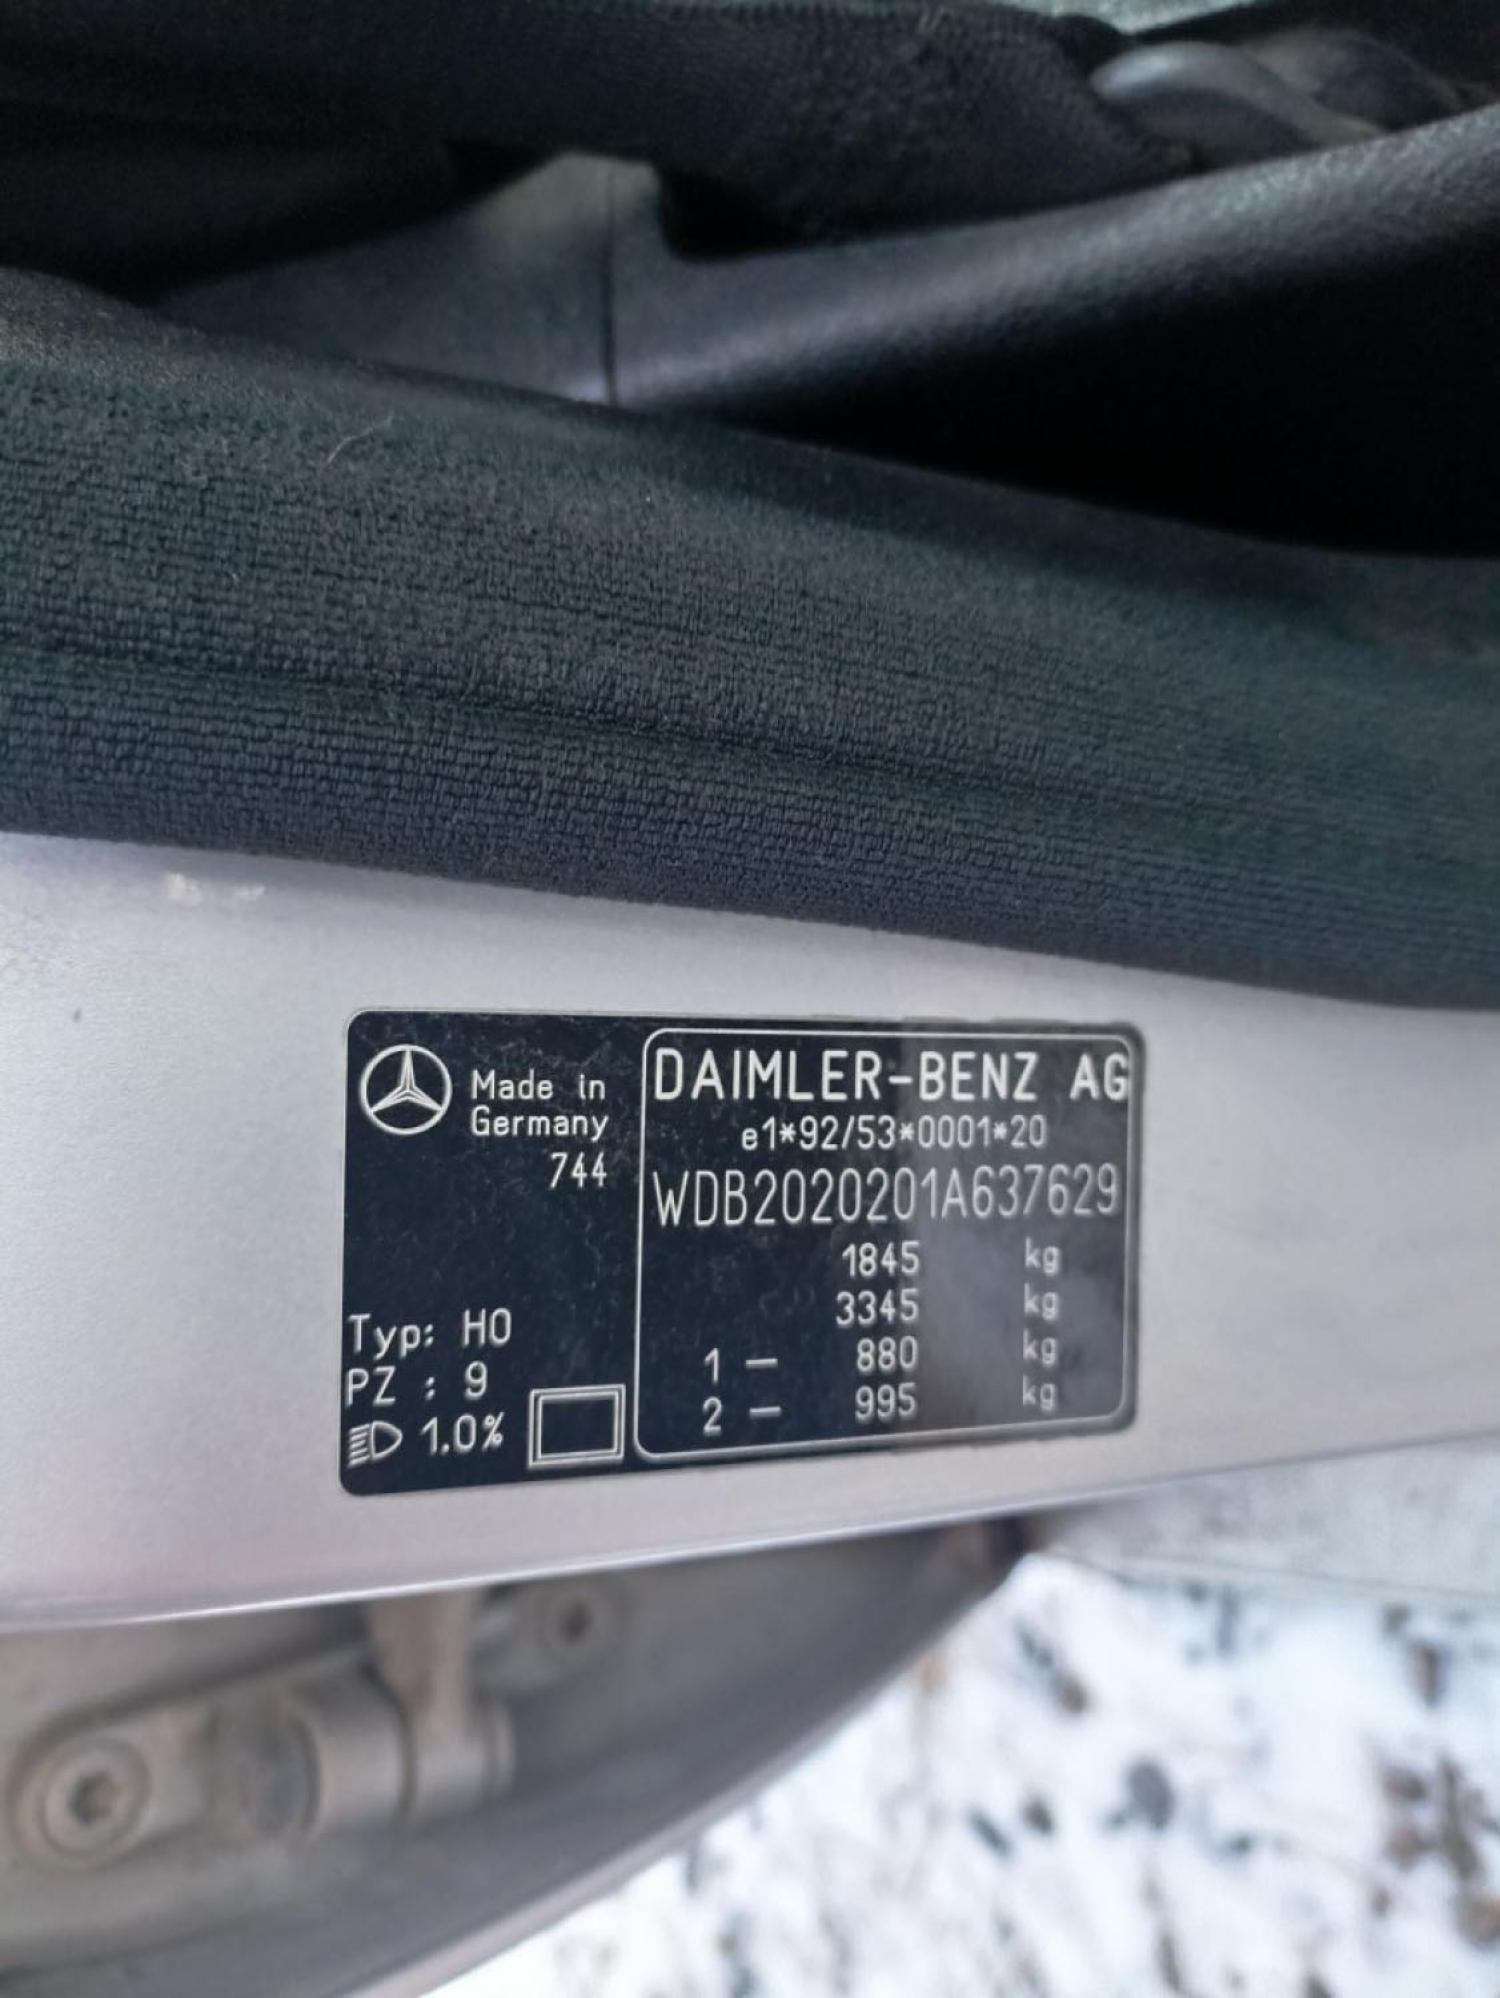 Made in
Germany
744
Typ: HO
PZ : 9
1.0%
DAIMLER-BENZ AG
e1*92/53*0001*20
WDB2020201A637629
1845 kg
3345 kg
1 — 880 kg
2 — 995 kg